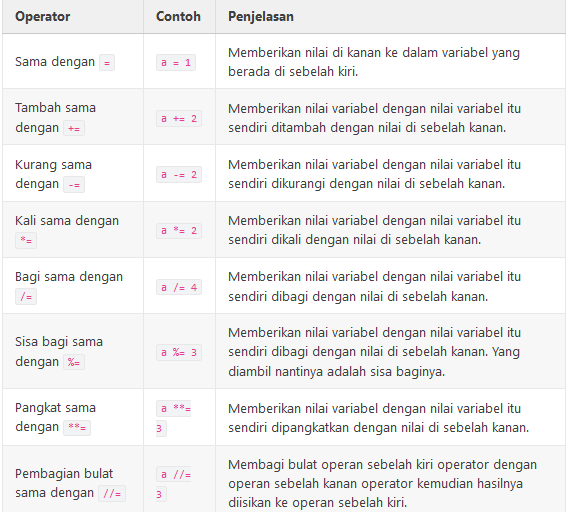 Operator Contoh Penjelasan
Sama dengan = a = 1 Memberikan nilai di kanan ke dalam variabel yang
berada di sebelah kiri.
Tambah sama
dengan += a += 2 Memberikan nilai variabel dengan nilai variabel itu
sendiri ditambah dengan nilai di sebelah kanan.
Kurang sama
dengan -= a -= 2 Memberikan nilai variabel dengan nilai variabel itu
sendiri dikurangi dengan nilai di sebelah kanan.
Kali sama dengan
*= a *= 2 Memberikan nilai variabel dengan nilai variabel itu
sendiri dikali dengan nilai di sebelah kanan.
Bagi sama dengan
/= a /= 4 Memberikan nilai variabel dengan nilai variabel itu
sendiri dibagi dengan nilai di sebelah kanan.
Sisa bagi sama
dengan %= a %= 3 Memberikan nilai variabel dengan nilai variabel itu
sendiri dibagi dengan nilai di sebelah kanan. Yang
diambil nantinya adalah sisa baginya.
Pangkat sama
dengan **= a **=
3 Memberikan nilai variabel dengan nilai variabel itu
sendiri dipangkatkan dengan nilai di sebelah kanan.
Pembagian bulat
sama dengan //= a //=
3 Membagi bulat operan sebelah kiri operator dengan
operan sebelah kanan operator kemudian hasilnya
diisikan ke operan sebelah kiri.